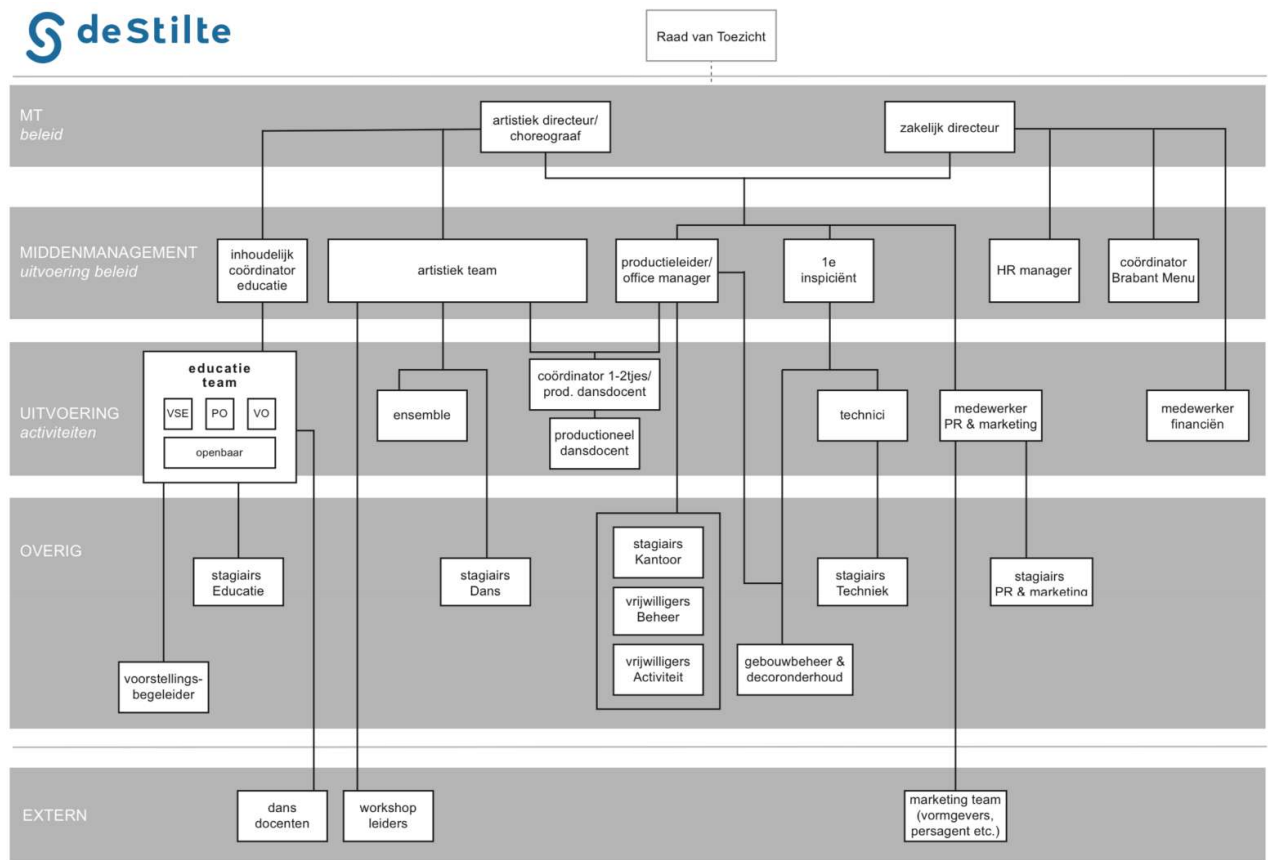 deStilte
Raad van Toezicht
MT
beleid
artistiek directeur/
choreograaf
zakelijk directeur
MIDDENMANAGEMENT
uitvoering beleid
inhoudelijk
coördinator
educatie
artistiek team
productieleider/
office manager
1e
inspiciënt
HR manager
coördinator
Brabant Menu
UITVOERING
activiteiten
educatie
team
VSE
PO
VO
openbaar
ensemble
coördinator 1-2tjes/
prod. dansdocent
productioneel
dansdocent
technici
medewerker
PR & marketing
medewerker
financiën
OVERIG
stagiairs
Educatie
stagiairs
Dans
stagiairs
Kantoor
vrijwilligers
Beheer
vrijwilligers
Activiteit
stagiairs
Techniek
stagiairs
PR & marketing
voorstellings-
begeleider
gebouwbeheer &
decoronderhoud
EXTERN
dans
docenten
workshop
leiders
marketing team
(vormgevers,
persagent etc.)